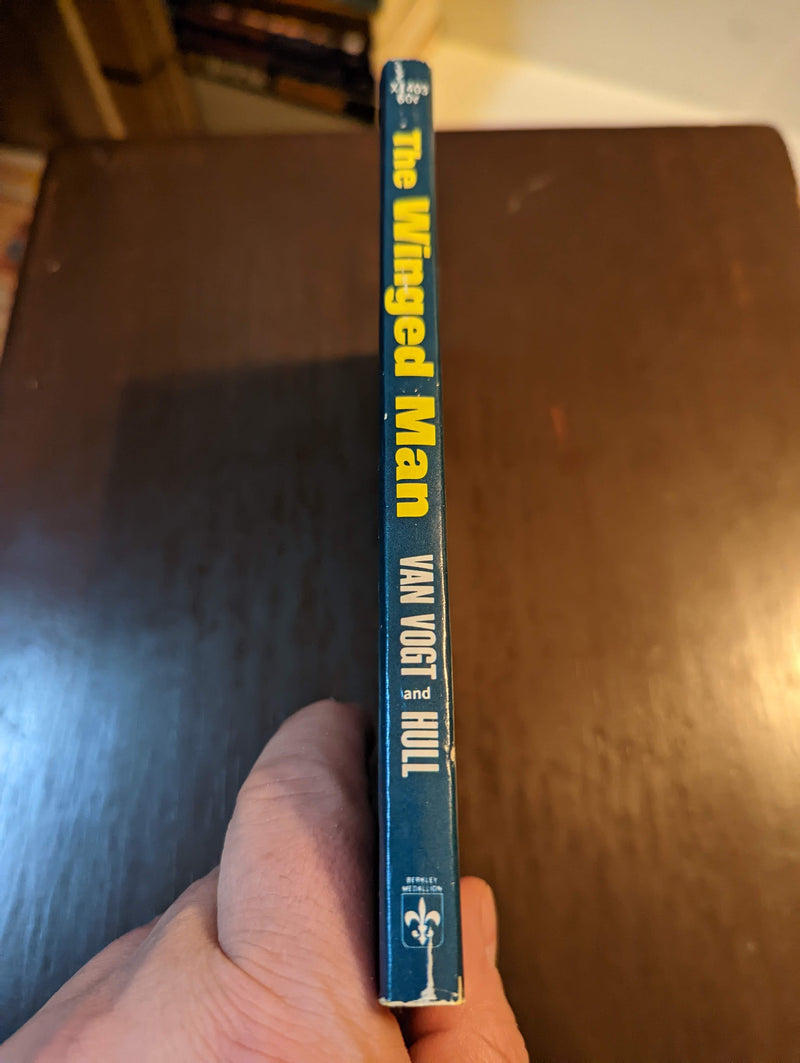 X1403
60¢
The Winged Man
VAN VOGT and HULL
BERKLEY
MEDALLION